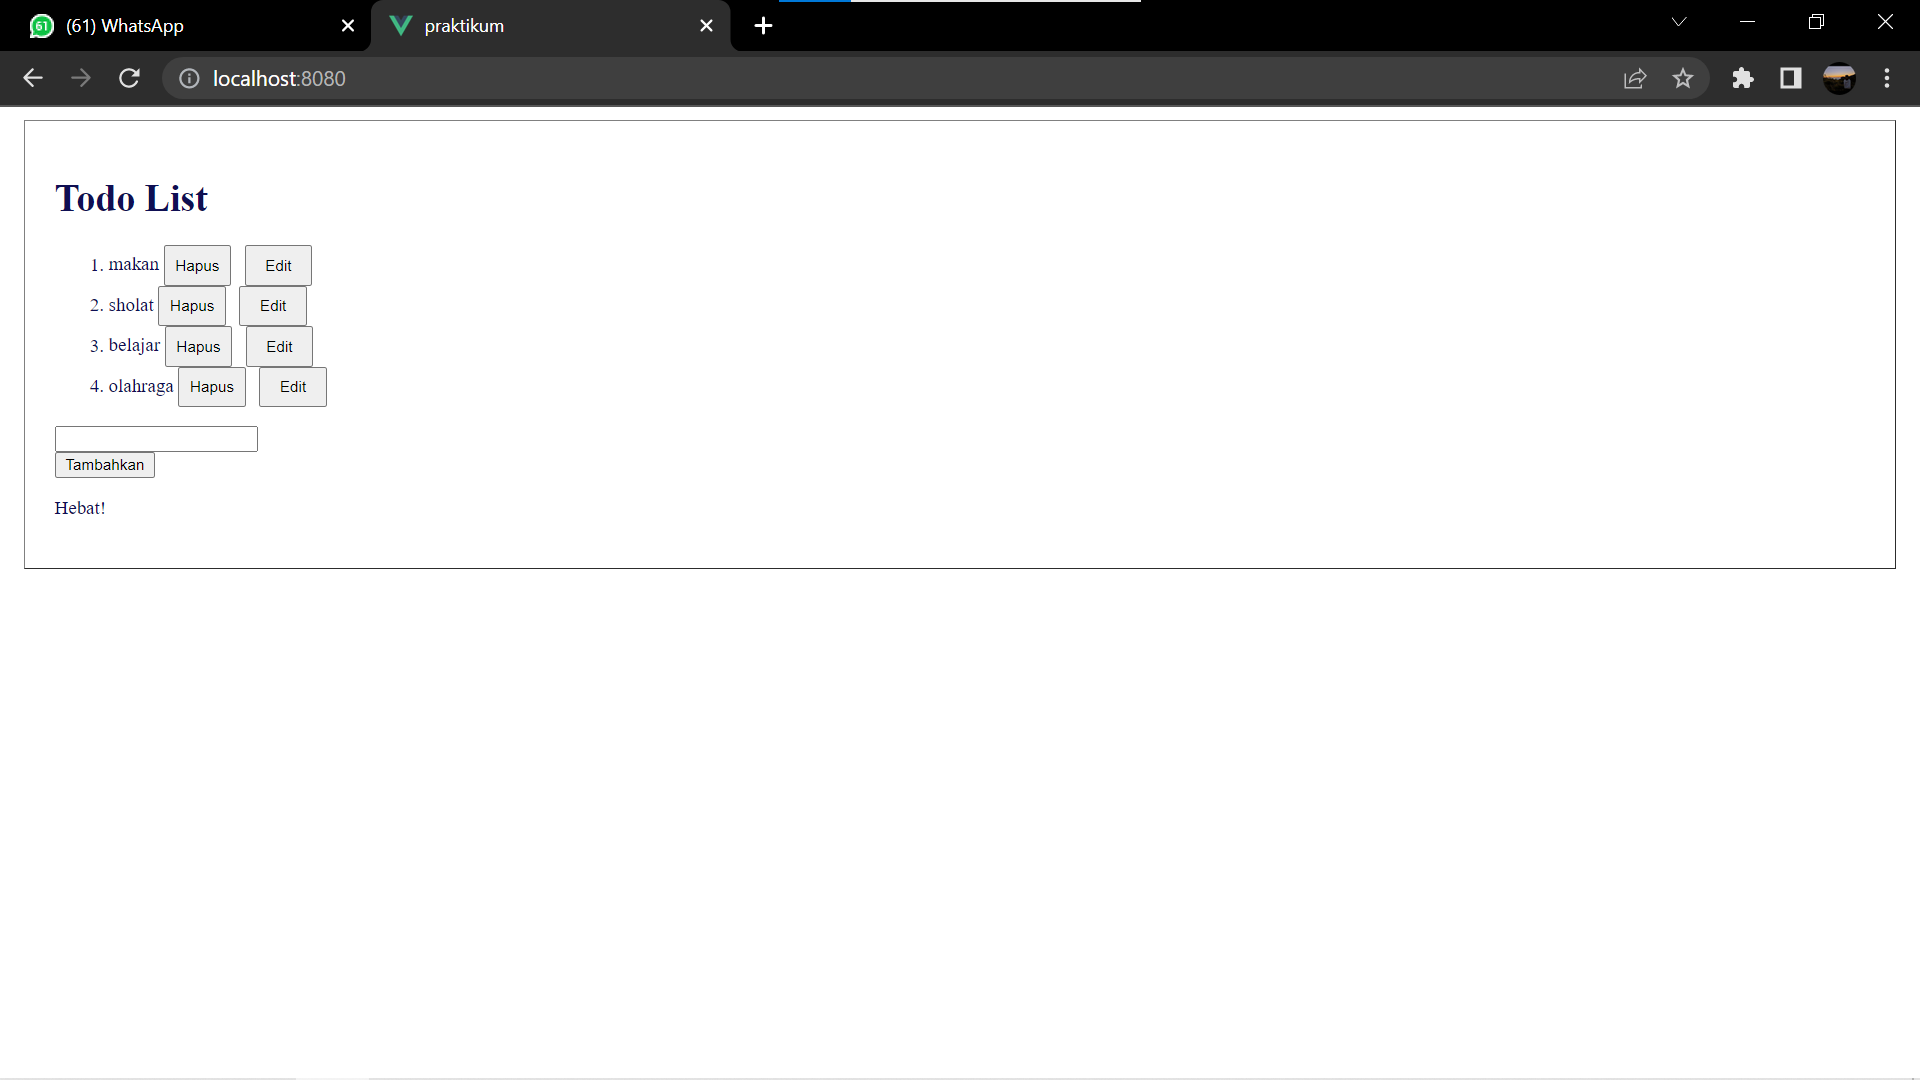 61 (61) WhatsApp praktikum
localhost:8080
Todo List
1. makan Hapus Edit
2. sholat Hapus Edit
3. belajar Hapus Edit
4. olahraga Hapus Edit
Tambahkan
Hebat!